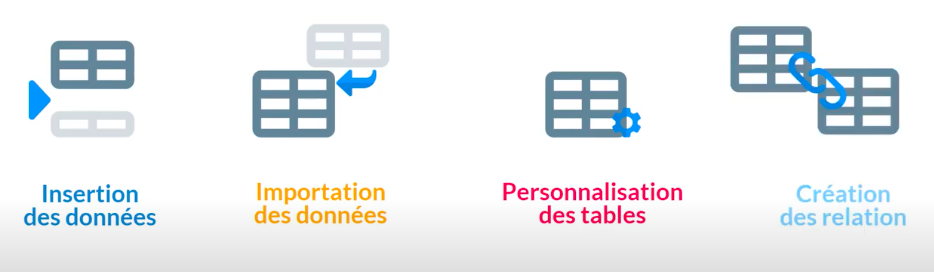 Insertion
des données
Importation
des données
Personnalisation
des tables
Création
des relation